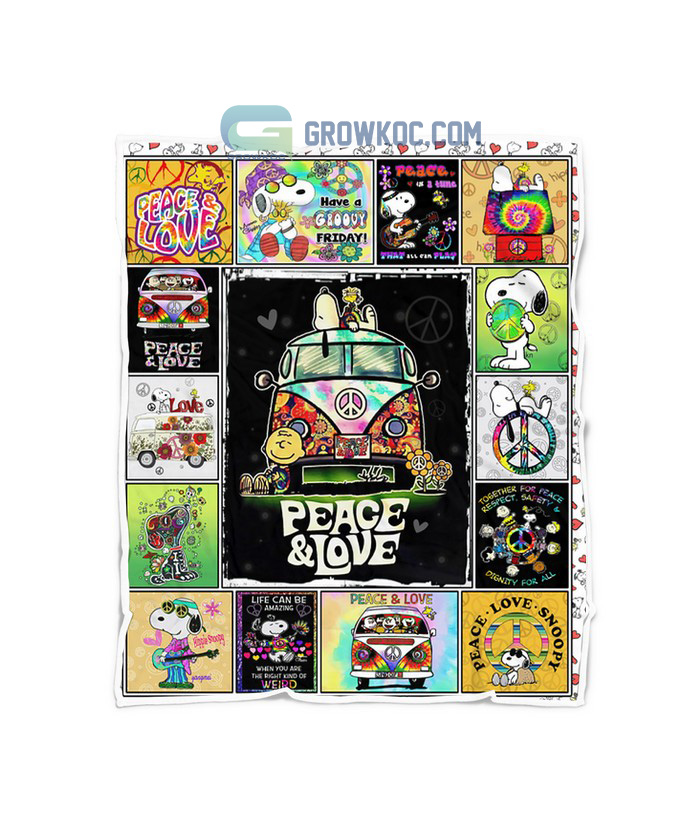 GROWKOC.COM
PEACE &
LOVE
Have a
GROOVY
FRIDAY!
PEACE
IS A TUNE
THAT ALL CAN PLAY
PEACE
& LOVE
PEACE
& LOVE
Love
TOGETHER FOR PEACE
RESPECT, SAFETY &
DIGNITY FOR ALL
LIFE CAN BE
AMAZING
WHEN YOU ARE
THE RIGHT KIND OF
WEIRD
PEACE & LOVE
PEACE · LOVE · SNOOPY